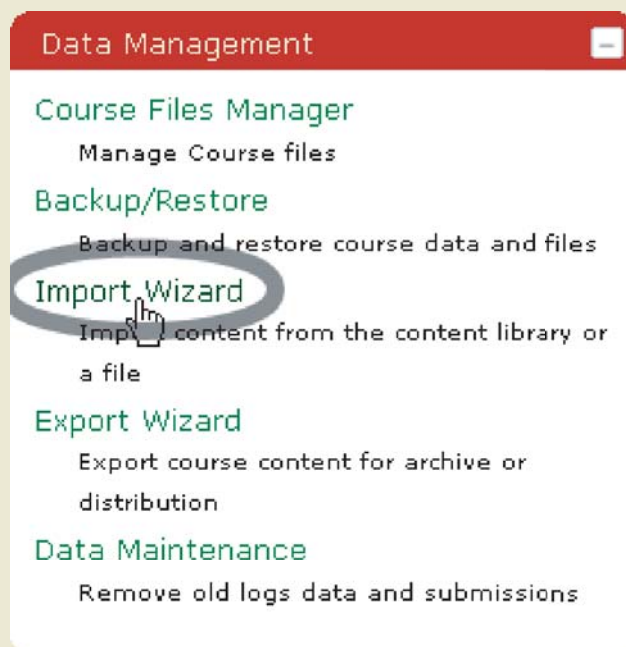 Data Management
Course Files Manager
Manage Course files
Backup/Restore
Backup and restore course data and files
Import Wizard
Import content from the content library or
a file
Export Wizard
Export course content for archive or
distribution
Data Maintenance
Remove old logs data and submissions